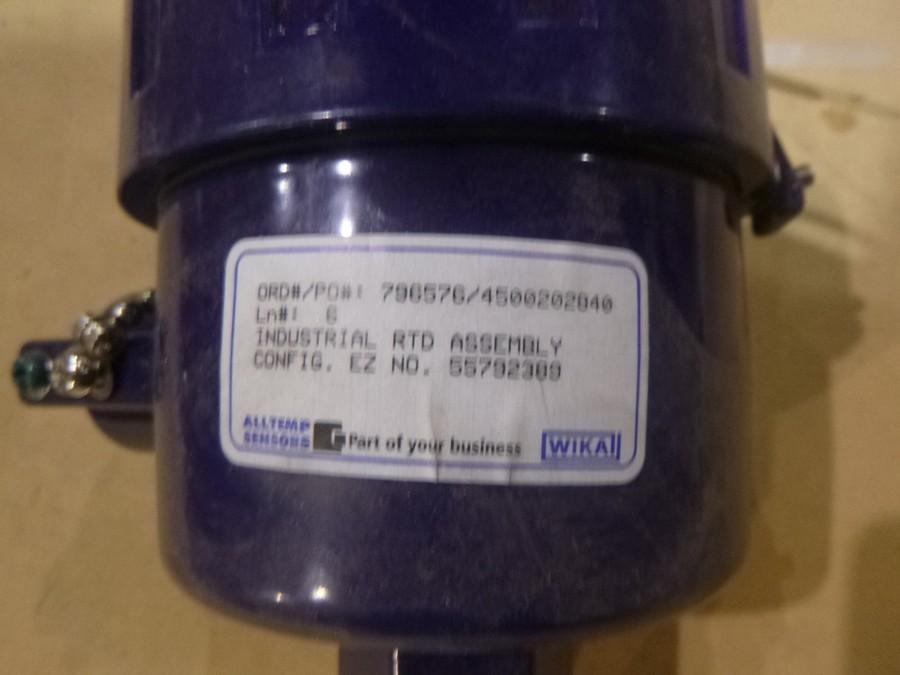 ORD#/PO#: 796576/4500202840
Ln#: 6
INDUSTRIAL RTD ASSEMBLY
CONFIG. EZ NO. 55792389
ALLTEMP
SENSORS
Part of your business
WIKA